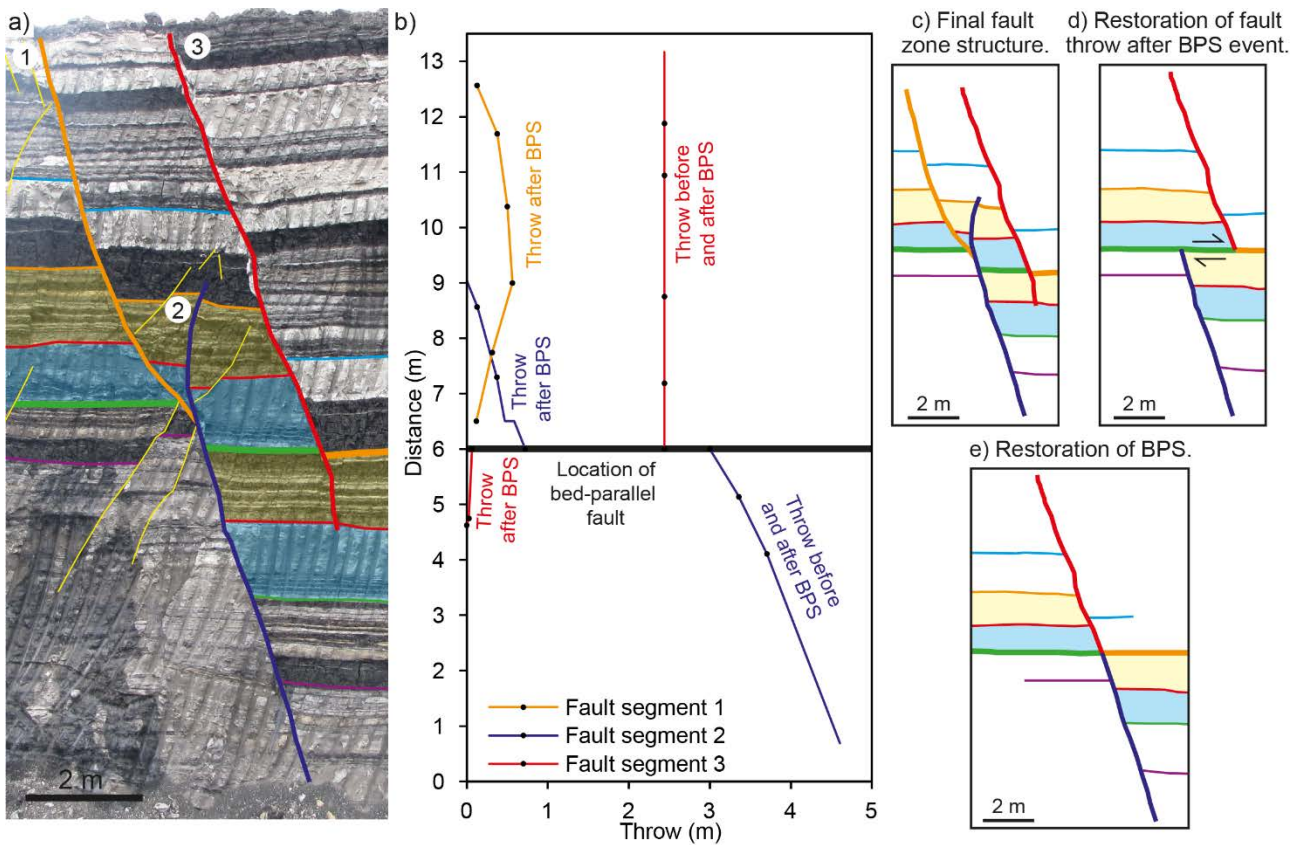 a)
1
3
2
2 m
b)
13
12
11
10
9
8
7
6
5
4
3
2
1
0
Distance (m)
0 1 2 3 4 5
Throw (m)
Throw after BPS
Throw
after BPS
Throw before
and after BPS
Throw
after BPS
Location of
bed-parallel
fault
Throw before
and after BPS
Fault segment 1
Fault segment 2
Fault segment 3
c) Final fault
zone structure.
2 m
d) Restoration of fault
throw after BPS event.
2 m
e) Restoration of BPS.
2 m